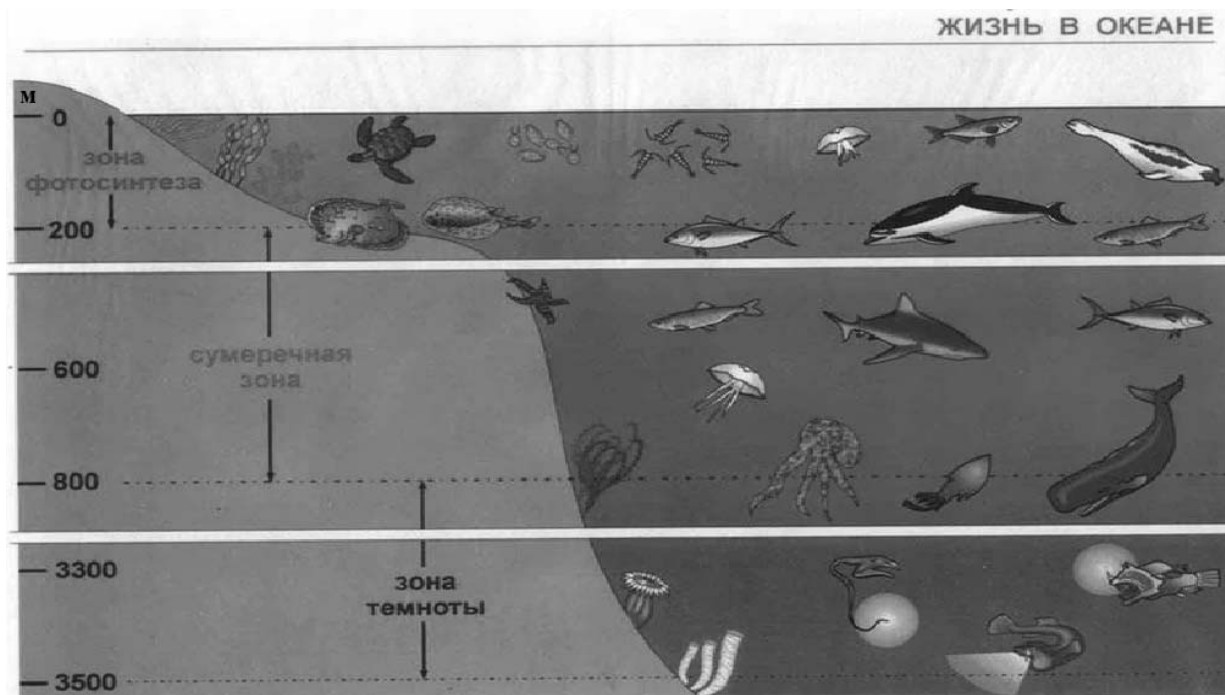 ЖИЗНЬ В ОКЕАНЕ
м
0
зона
фотосинтеза
200
сумеречная
зона
600
800
3300
зона
темноты
3500